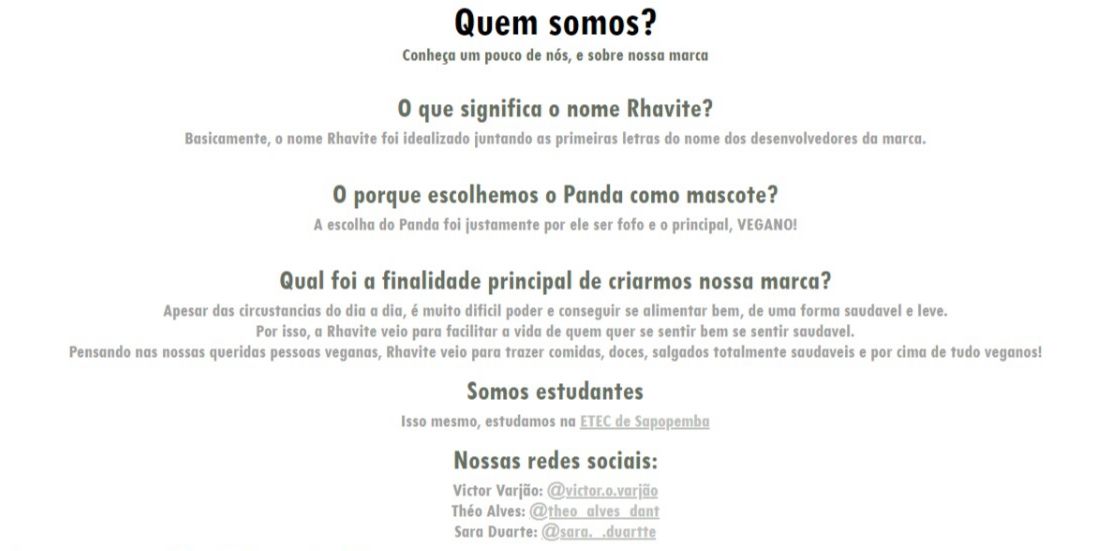 Quem somos?
Conheça um pouco de nós, e sobre nossa marca
O que significa o nome Rhavite?
Basicamente, o nome Rhavite foi idealizado juntando as primeiras letras do nome dos desenvolvedores da marca.
O porque escolhemos o Panda como mascote?
A escolha do Panda foi justamente por ele ser fofo e o principal, VEGANO!
Qual foi a finalidade principal de criarmos nossa marca?
Apesar das circustancias do dia a dia, é muito dificil poder e conseguir se alimentar bem, de uma forma saudavel e leve.
Por isso, a Rhavite veio para facilitar a vida de quem quer se sentir bem se sentir saudavel.
Pensando nas nossas queridas pessoas veganas, Rhavite veio para trazer comidas, doces, salgados totalmente saudaveis e por cima de tudo veganos!
Somos estudantes
Isso mesmo, estudamos na ETEC de Sapopemba
Nossas redes sociais:
Victor Varjão: @victor.o.varjão
Théo Alves: @theo_alves_dant
Sara Duarte: @sara._.duartte